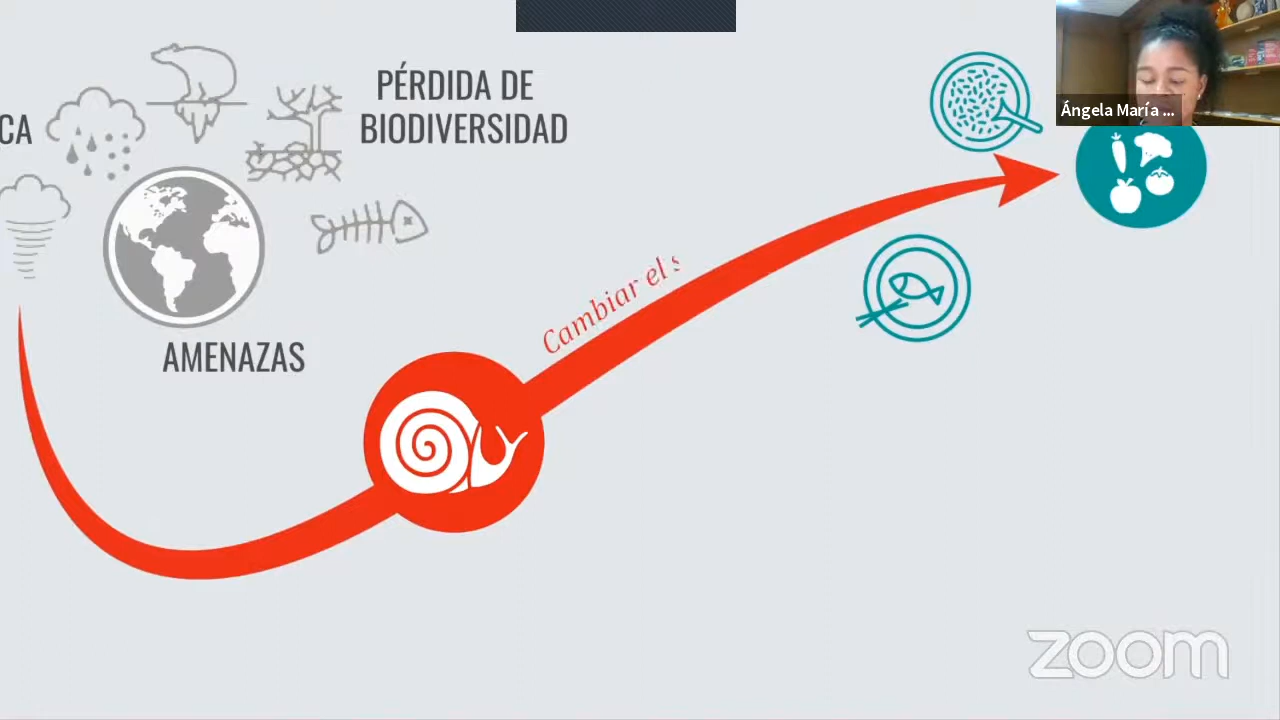 PÉRDIDA DE
BIODIVERSIDAD
CA
AMENAZAS
Cambiar el s
Ángela María ...
zoom